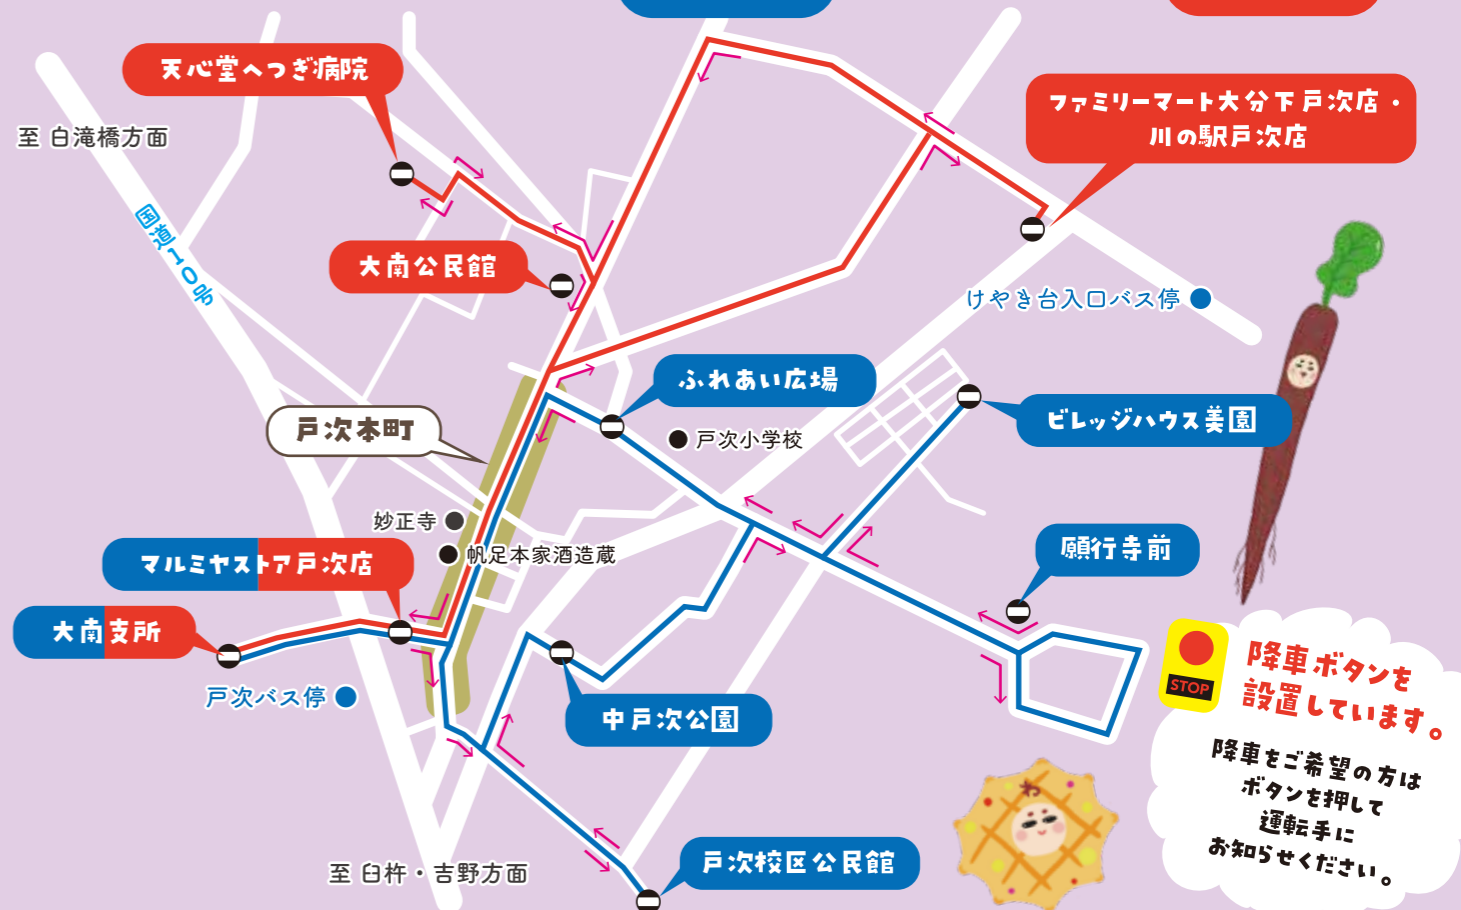 天心堂へつぎ病院
ファミリーマート大分下戸次店・
川の駅戸次店
至 白滝橋方面
国道10号
大南公民館
けやき台入口バス停
ふれあい広場
ビレッジハウス美園
戸次本町
戸次小学校
妙正寺
帆足本家酒造蔵
マルミヤストア戸次店
願行寺前
大南支所
戸次バス停
中戸次公園
STOP
降車ボタンを
設置しています。
降車をご希望の方は
ボタンを押して
運転手に
お知らせください。
わ
至 臼杵・吉野方面
戸次校区公民館